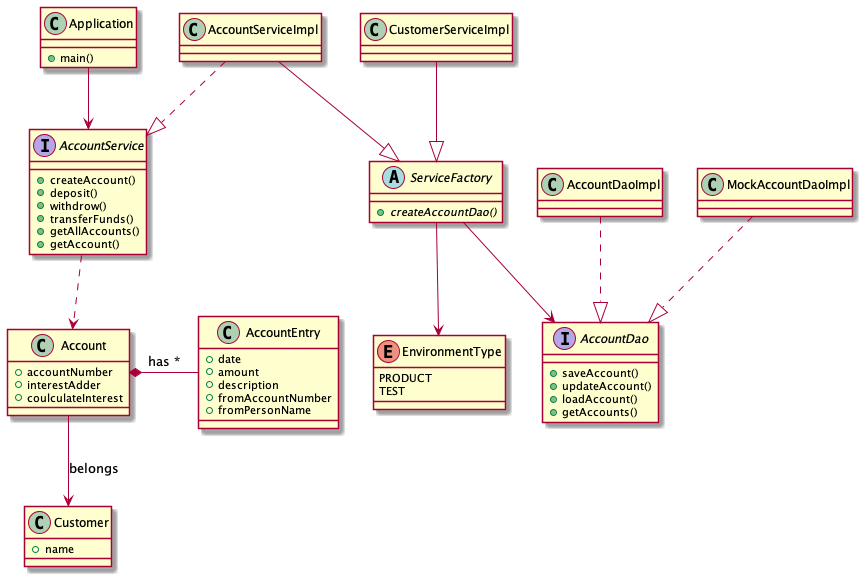 C Application
+ main()
C AccountServiceImpl
C CustomerServiceImpl
I AccountService
createAccount()
deposit()
withdrow()
transferFunds()
getAllAccounts()
getAccount()
A ServiceFactory
createAccountDao()
C AccountDaoImpl
C MockAccountDaoImpl
C Account
accountNumber
interestAdder
coulculateInterest
has *
C AccountEntry
date
amount
description
fromAccountNumber
fromPersonName
E EnvironmentType
PRODUCT
TEST
I AccountDao
saveAccount()
updateAccount()
loadAccount()
getAccounts()
belongs
C Customer
name